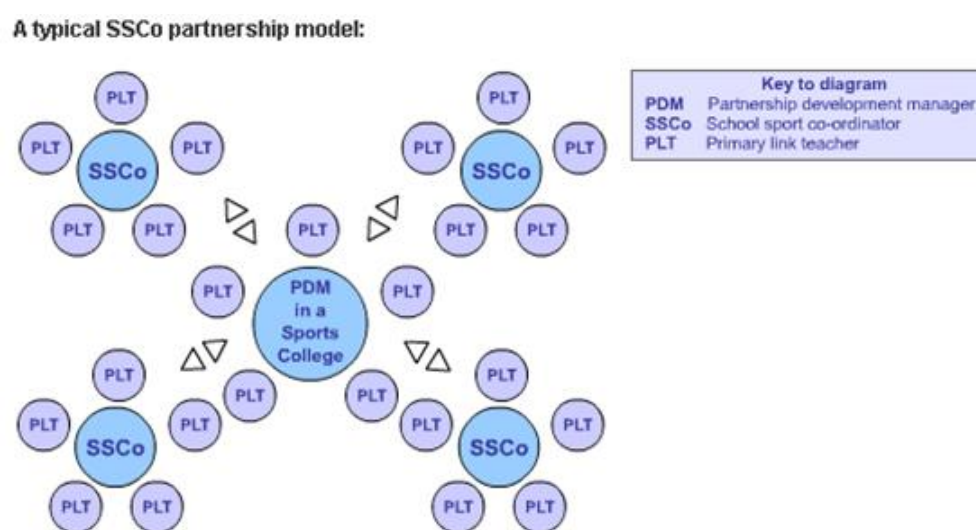 A typical SSCo partnership model:
Key to diagram
PDM Partnership development manager
SSCo School sport co-ordinator
PLT Primary link teacher
PLT
PLT
PLT
SSCo
PLT
PLT
PLT
PLT
PLT
SSCo
PLT
PLT
PLT
PLT
PLT
PDM
in a
Sports
College
PLT
PLT
PLT
PLT
PLT
SSCo
PLT
PLT
PLT
PLT
PLT
SSCo
PLT
PLT